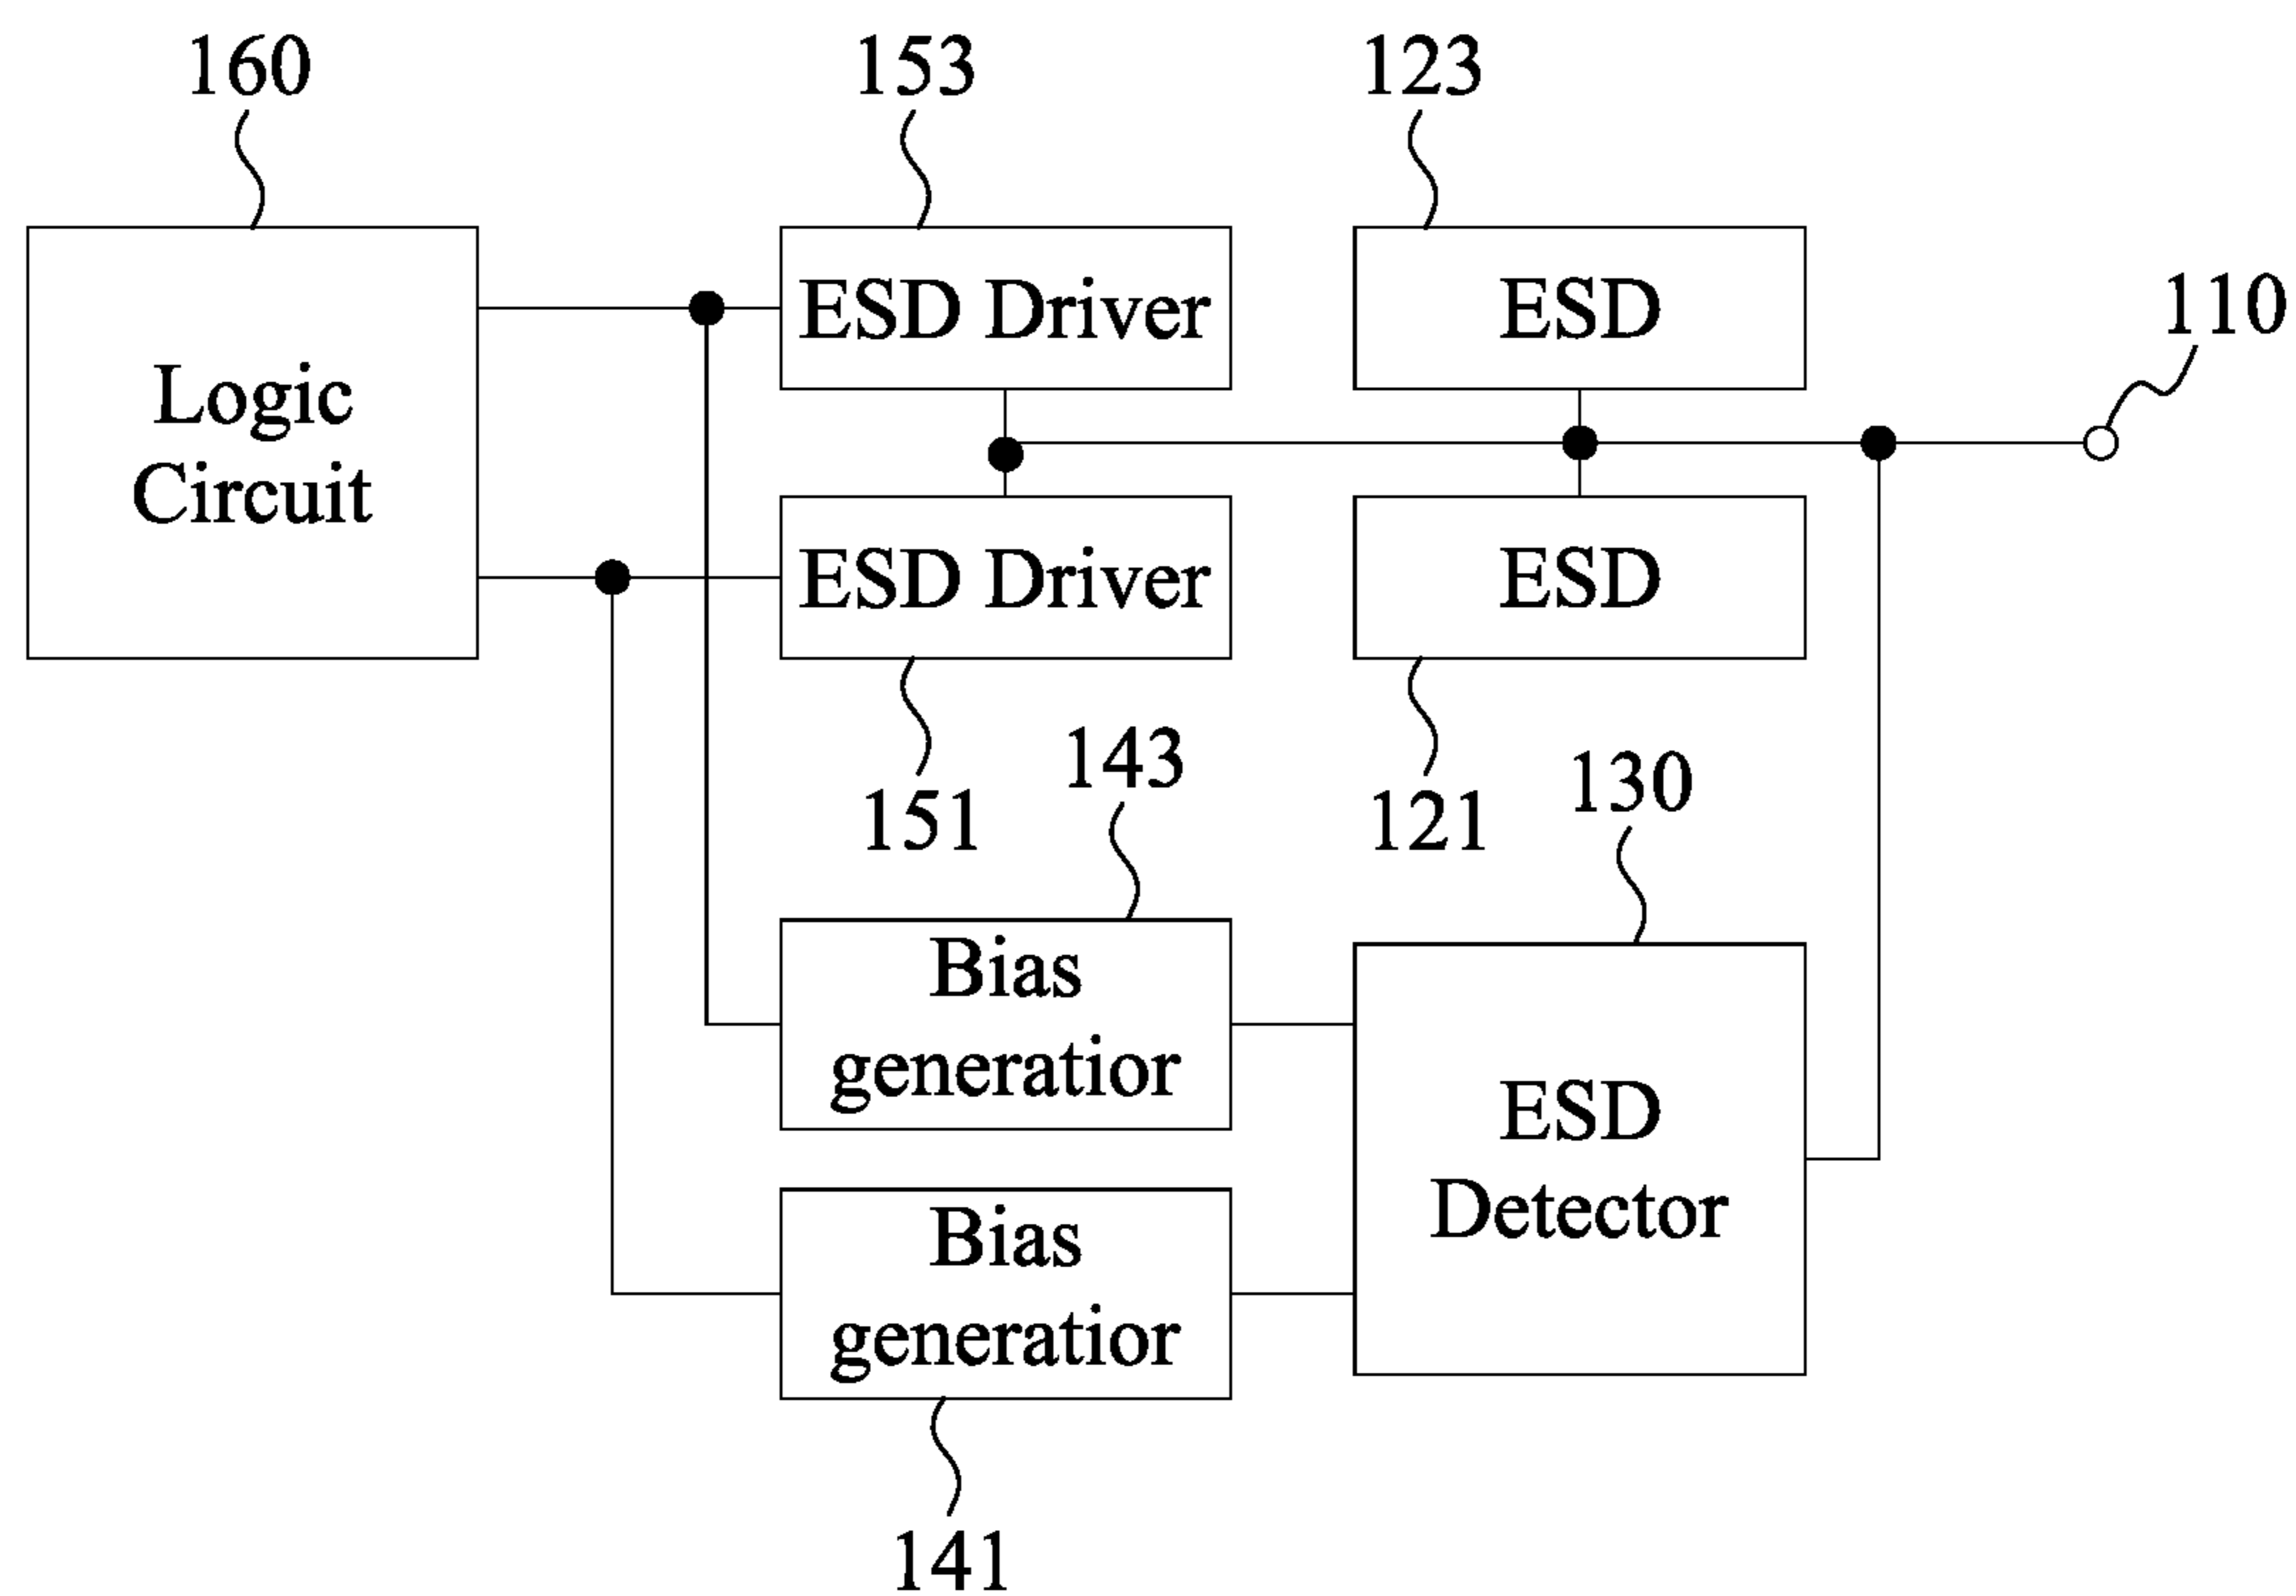 160
153
123
110
Logic
Circuit
ESD Driver
ESD
ESD Driver
ESD
151
143
121
130
Bias
generatior
ESD
Detector
Bias
generatior
141